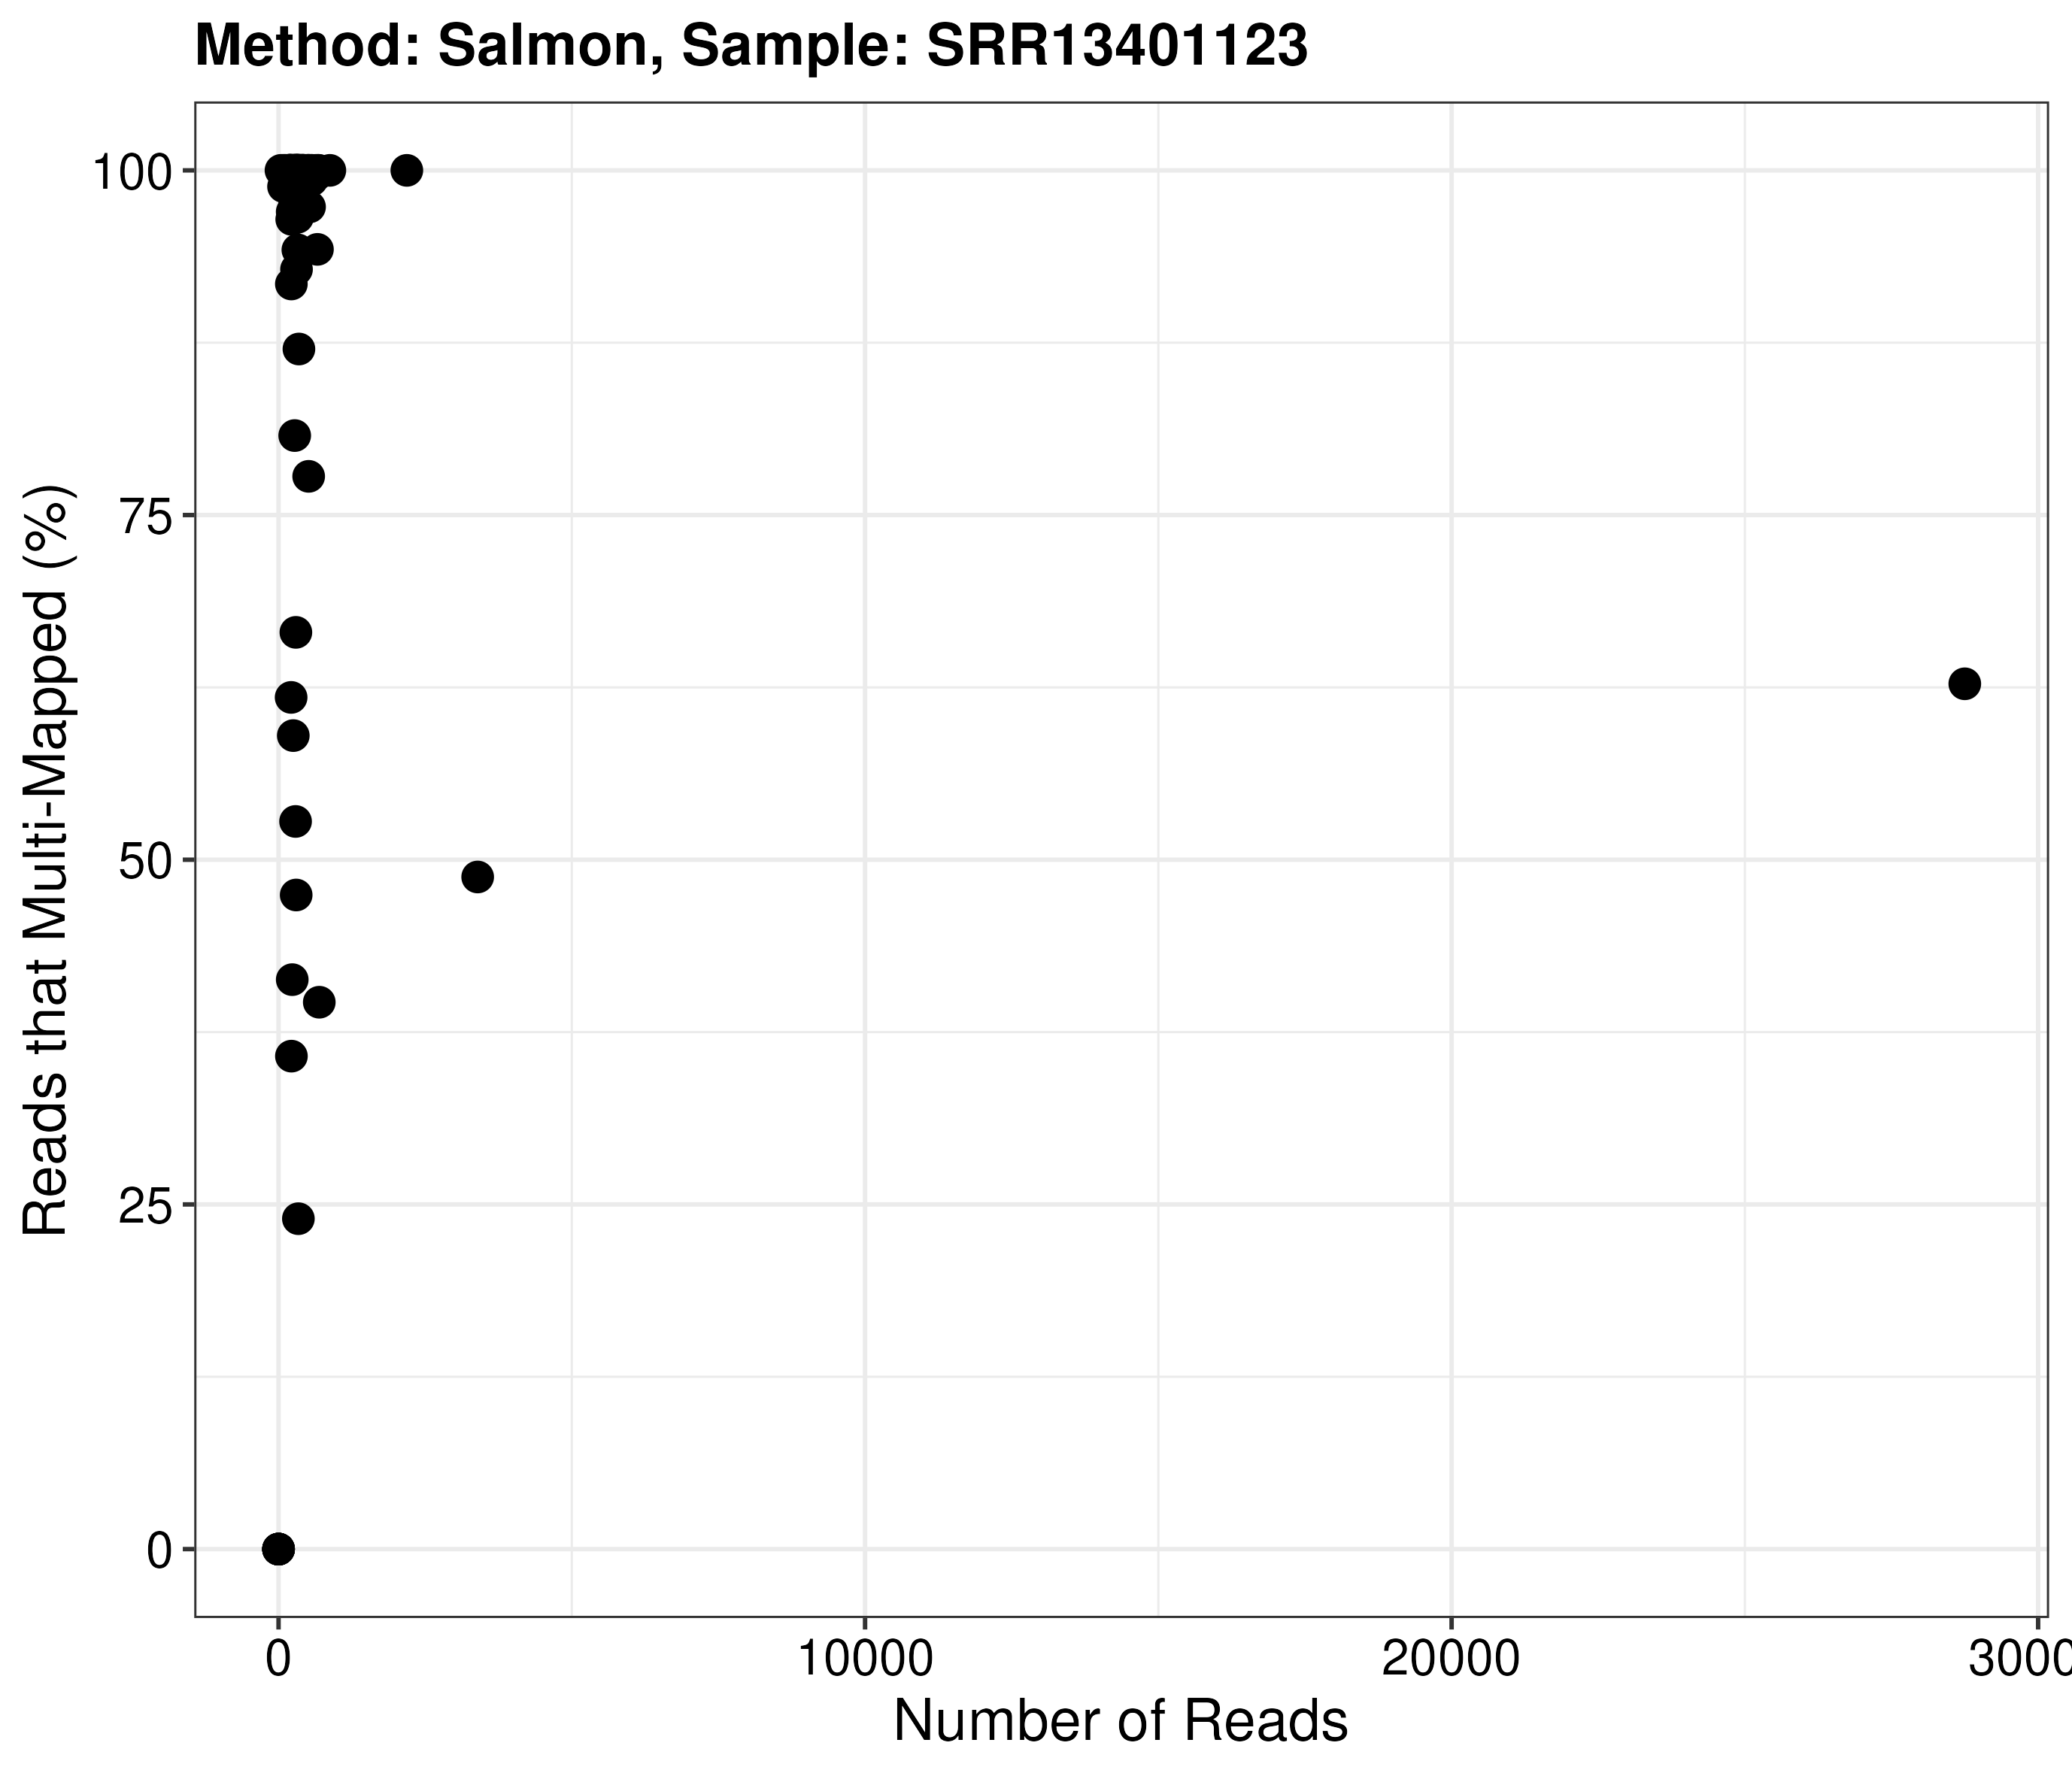 Method: Salmon, Sample: SRR13401123
Reads that Multi-Mapped (%)
100
75
50
25
0
0 10000 20000 3000
Number of Reads